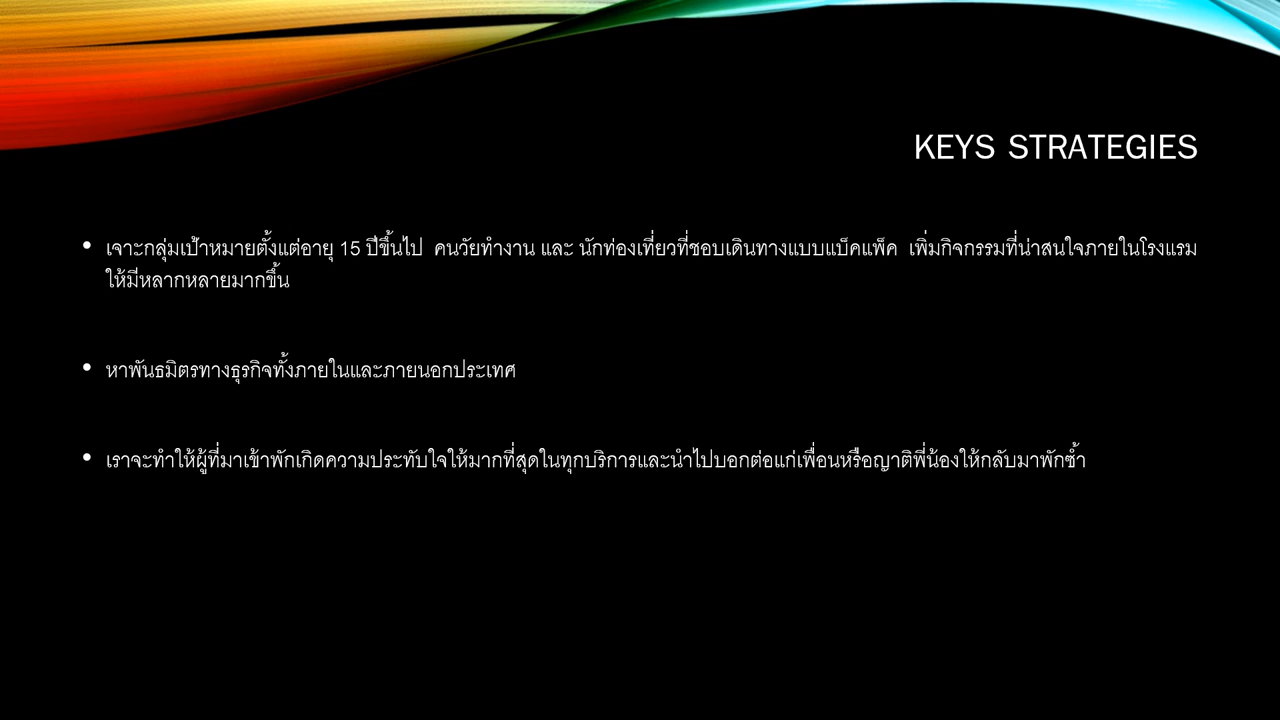 KEYS STRATEGIES
• เจาะกลุ่มเป้าหมายตั้งแต่อายุ 15 ปีขึ้นไป คนวัยทำงาน และ นักท่องเที่ยวที่ชอบเดินทางแบบแบ็คแพ็ค เพิ่มกิจกรรมที่น่าสนใจภายในโรงแรม
ให้มีหลากหลายมากขึ้น
• หาพันธมิตรทางธุรกิจทั้งภายในและภายนอกประเทศ
• เราจะทำให้ผู้ที่มาเข้าพักเกิดความประทับใจให้มากที่สุดในทุกบริการและนำไปบอกต่อแก่เพื่อนหรือญาติพี่น้องให้กลับมาพักซ้ำ